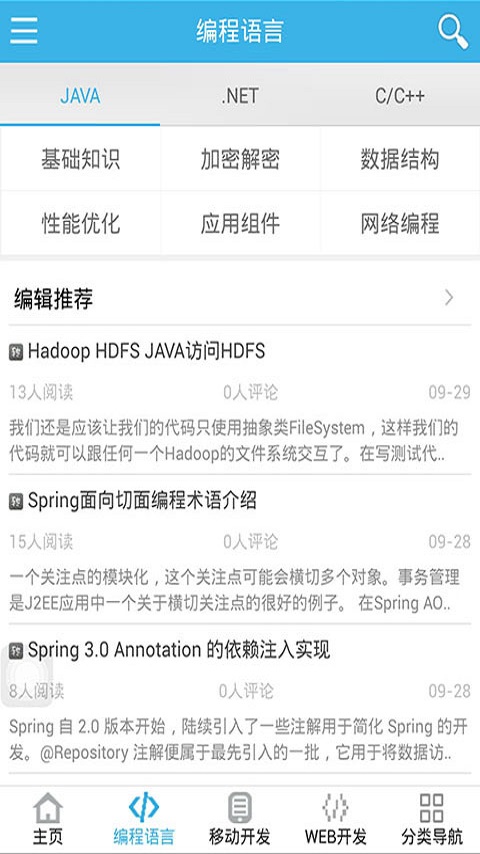 编程语言
JAVA .NET C/C++
基础知识 加密解密 数据结构
性能优化 应用组件 网络编程
编辑推荐
Hadoop HDFS JAVA访问HDFS
13人阅读 0人评论 09-29
我们还是应该让我们的代码只使用抽象类FileSystem，这样我们的
代码就可以跟任何一个Hadoop的文件系统交互了。在写测试代..
Spring面向切面编程术语介绍
15人阅读 0人评论 09-28
一个关注点的模块化，这个关注点可能会横切多个对象。事务管理
是J2EE应用中一个关于横切关注点的很好的例子。 在Spring AO..
Spring 3.0 Annotation 的依赖注入实现
8人阅读 0人评论 09-28
Spring 自 2.0 版本开始，陆续引入了一些注解用于简化 Spring 的开
发。@Repository 注解便属于最先引入的一批，它用于将数据访..
主页 编程语言 移动开发 WEB开发 分类导航